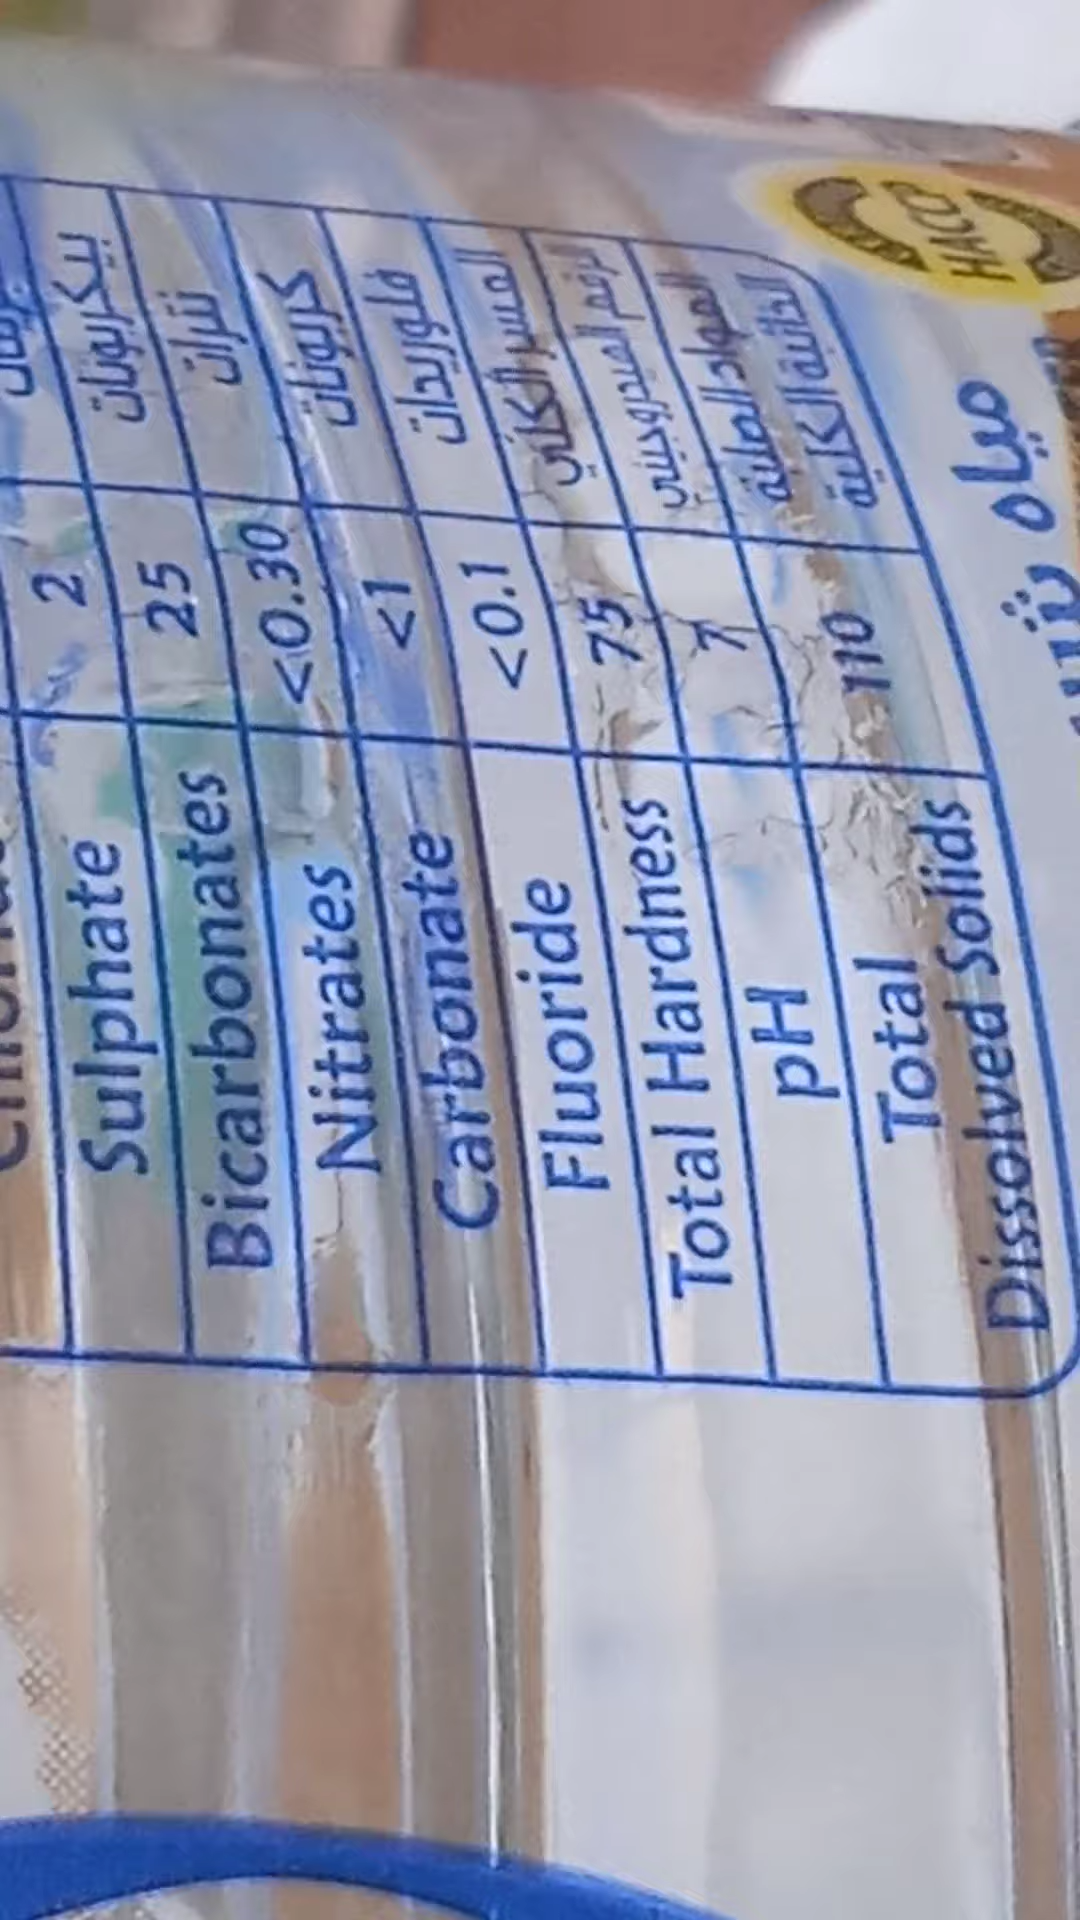 Sulphate 2
Bicarbonates 25 بيكربونات
Nitrates <0.30 نترات
Carbonate <1 كربونات
Fluoride <0.1 فلوريدات
Total Hardness 75 العسر الكلي
pH 7 الرقم الهيدروجيني
Total 110 المواد الصلبة
Dissolved Solids الذائبة الكلية
HACCP
مياه